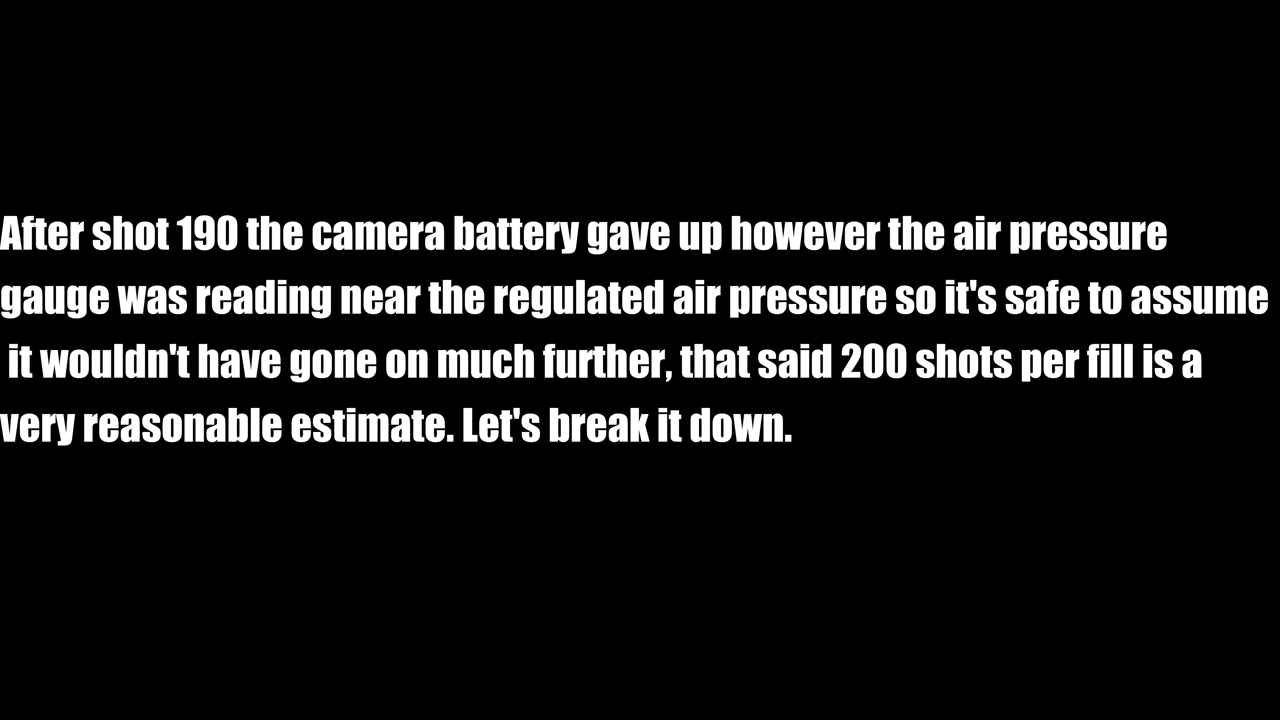 After shot 190 the camera battery gave up however the air pressure
gauge was reading near the regulated air pressure so it's safe to assume
it wouldn't have gone on much further, that said 200 shots per fill is a
very reasonable estimate. Let's break it down.